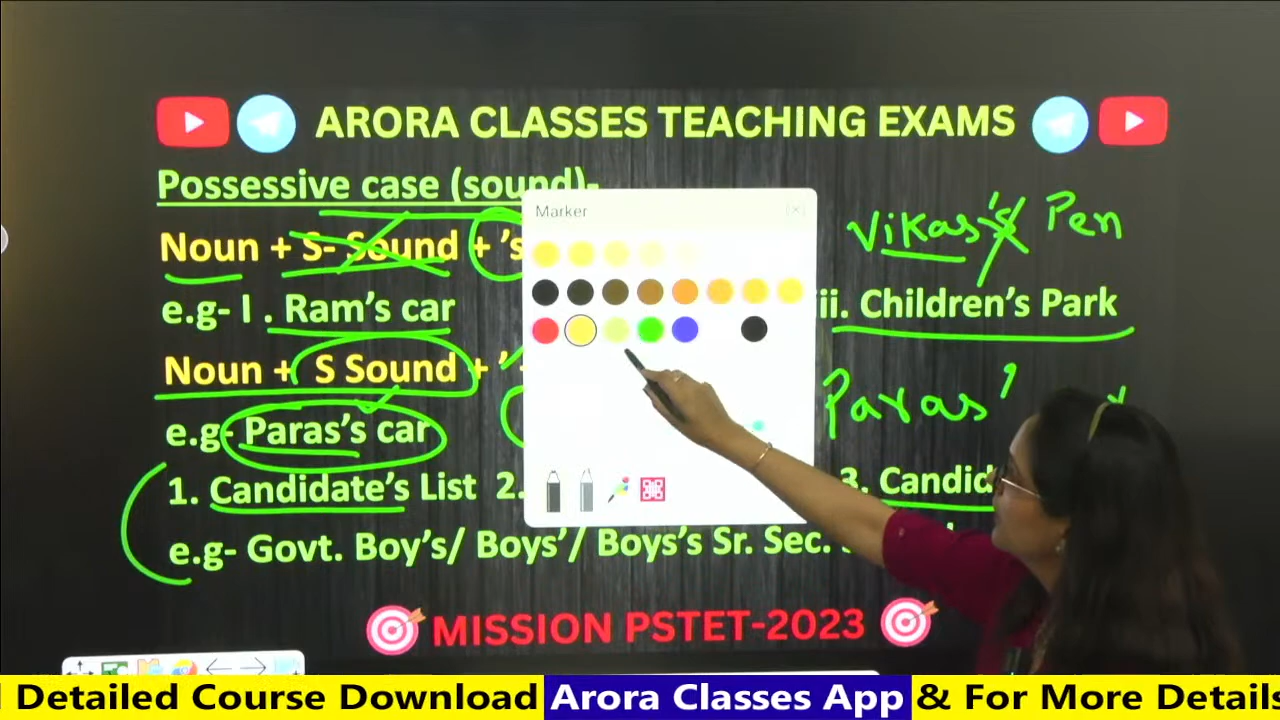 ARORA CLASSES TEACHING EXAMS
Possessive case (sound)-
Marker
Noun + S- Sound + 's
Vikas's Pen
e.g- I . Ram's car
ii. Children's Park
Noun + S Sound + '
Paras'
e.g- Paras's car
1. Candidate's List 2.
3. Candid
e.g- Govt. Boy's/ Boys'/ Boys's Sr. Sec.
MISSION PSTET-2023
Detailed Course Download Arora Classes App & For More Details